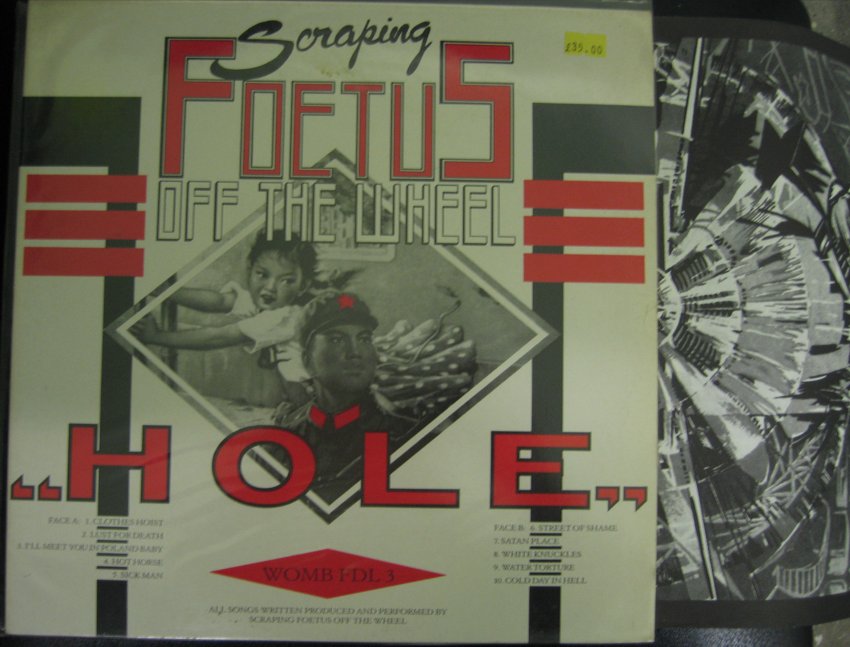 Scraping
£35.00
FOETUS
OFF THE WHEEL
„HOLE”
FACE A: 1. CLOTHES HOIST
2. LUST FOR DEATH
3. I'LL MEET YOU IN POLAND BABY
4. HOT HORSE
5. SICK MAN
FACE B: 6. STREET OF SHAME
7. SATAN PLACE
8. WHITE KNUCKLES
9. WATER TORTURE
10. COLD DAY IN HELL
WOMB FDL 3
ALL SONGS WRITTEN PRODUCED AND PERFORMED BY
SCRAPING FOETUS OFF THE WHEEL